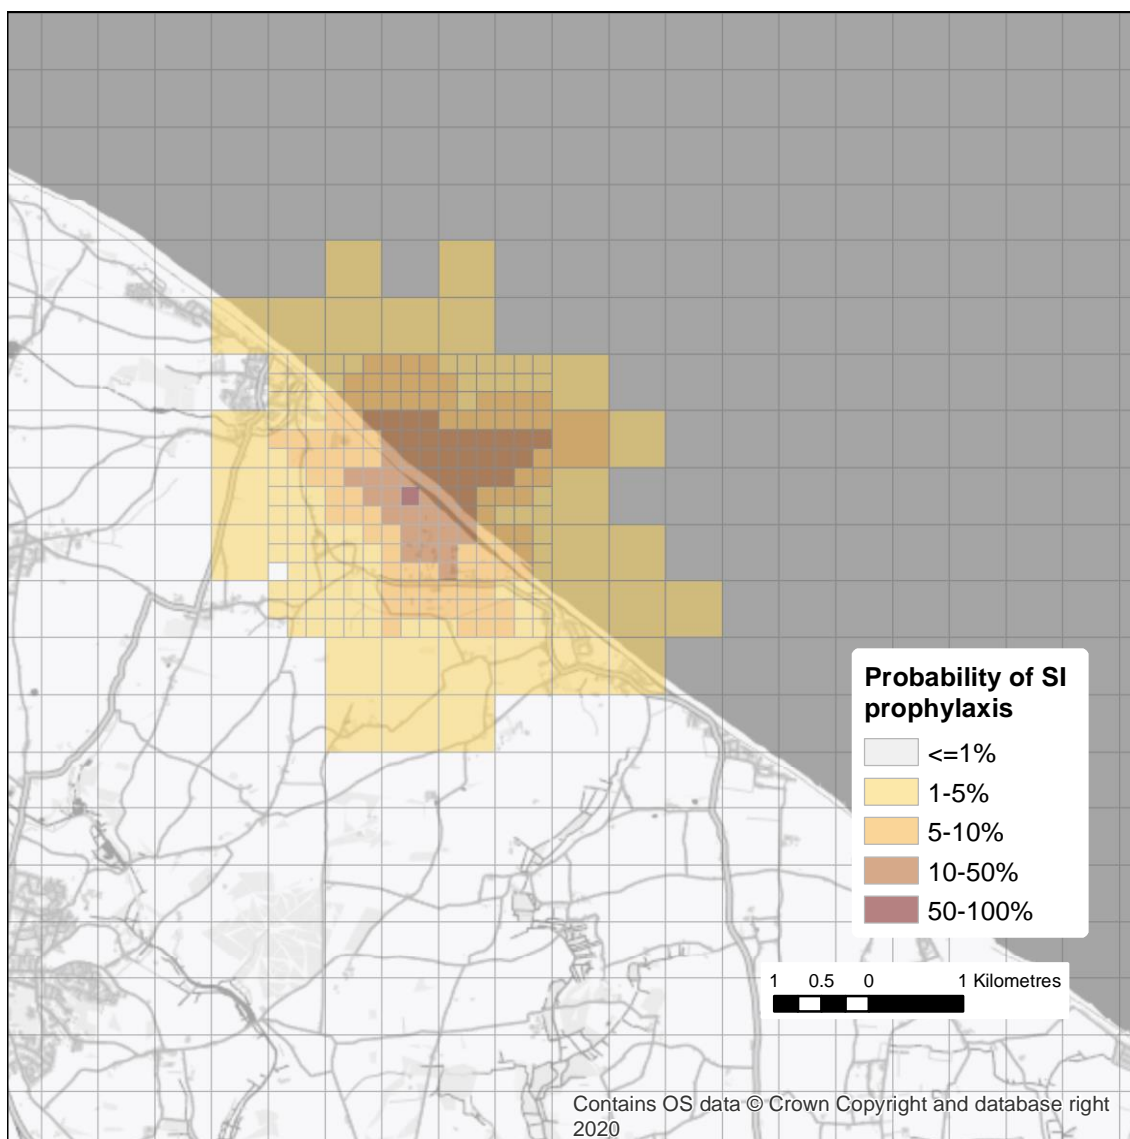 Probability of SI
prophylaxis
<=1%
1-5%
5-10%
10-50%
50-100%
1 0.5 0 1 Kilometres
Contains OS data © Crown Copyright and database right
2020